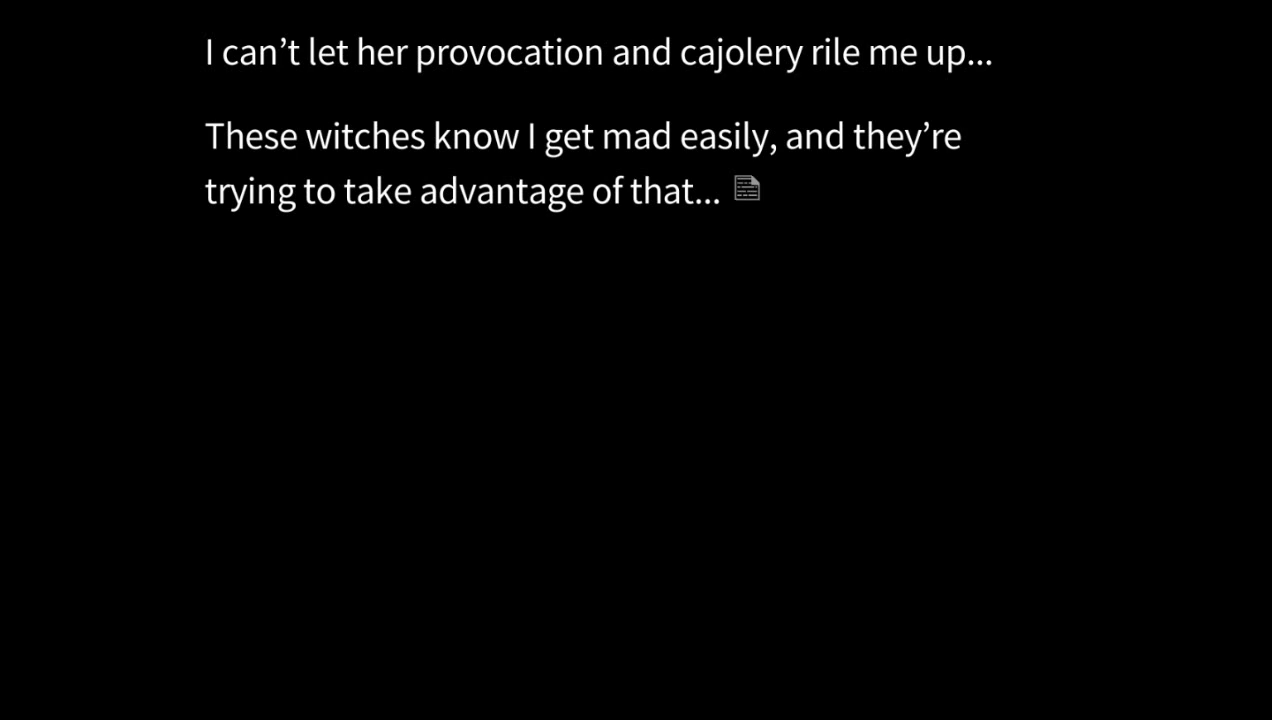 I can’t let her provocation and cajolery rile me up...
These witches know I get mad easily, and they’re
trying to take advantage of that...